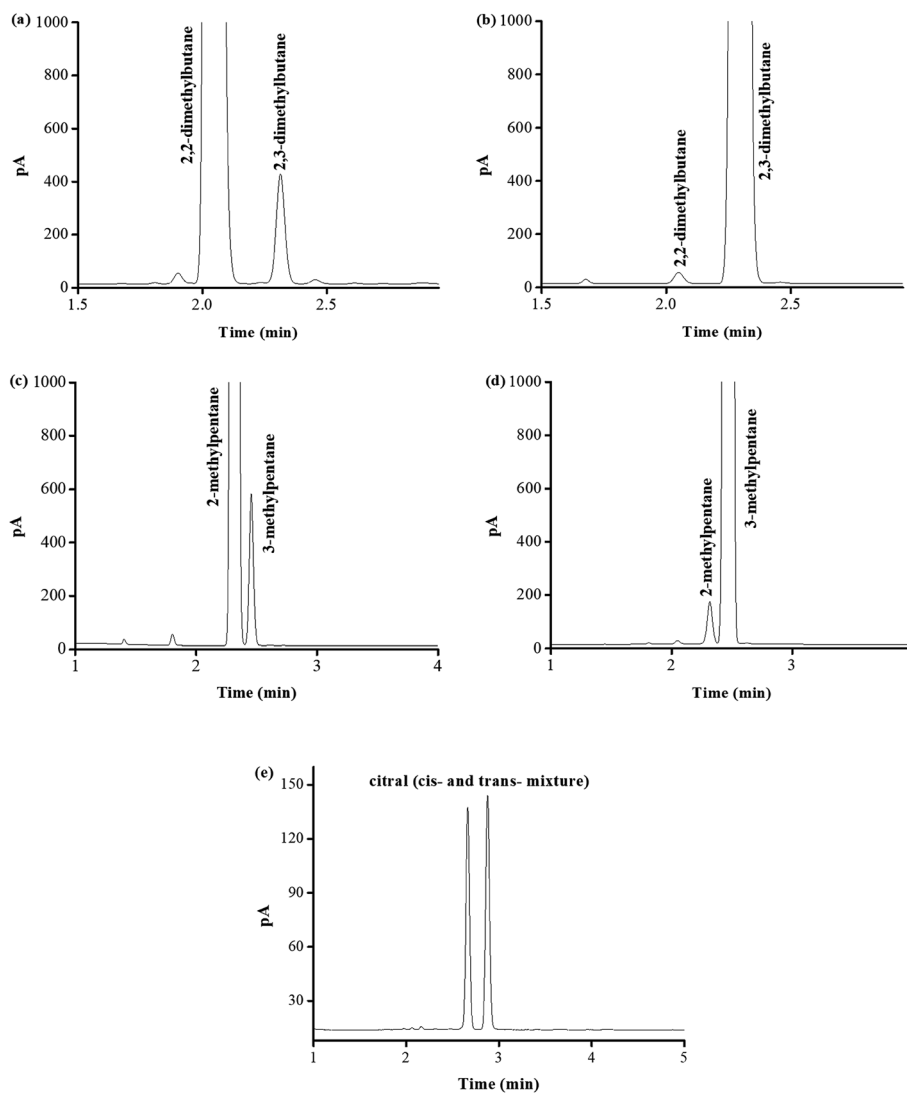 (a)
1000
800
600
400
200
0
pA
2,2-dimethylbutane
2,3-dimethylbutane
1.5 2.0 2.5
Time (min)
(b)
1000
800
600
400
200
0
pA
2,2-dimethylbutane
2,3-dimethylbutane
1.5 2.0 2.5
Time (min)
(c)
1000
800
600
400
200
0
pA
2-methylpentane
3-methylpentane
1 2 3 4
Time (min)
(d)
1000
800
600
400
200
0
pA
2-methylpentane
3-methylpentane
1 2 3
Time (min)
(e)
150
120
90
60
30
pA
citral (cis- and trans- mixture)
1 2 3 4 5
Time (min)